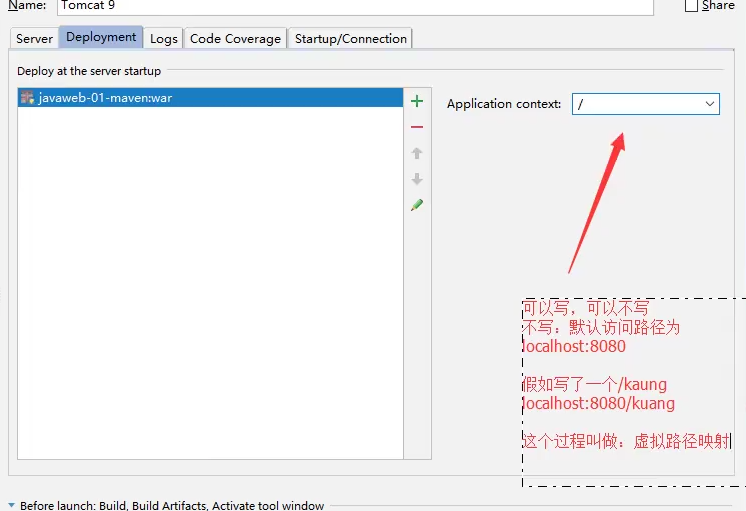 Name: Tomcat 9
Share
Server Deployment Logs Code Coverage Startup/Connection
Deploy at the server startup
javaweb-01-maven:war
Application context: /
可以写，可以不写
不写：默认访问路径为
localhost:8080
假如写了一个/kaung
localhost:8080/kuang
这个过程叫做：虚拟路径映射
Before launch: Build, Build Artifacts, Activate tool window